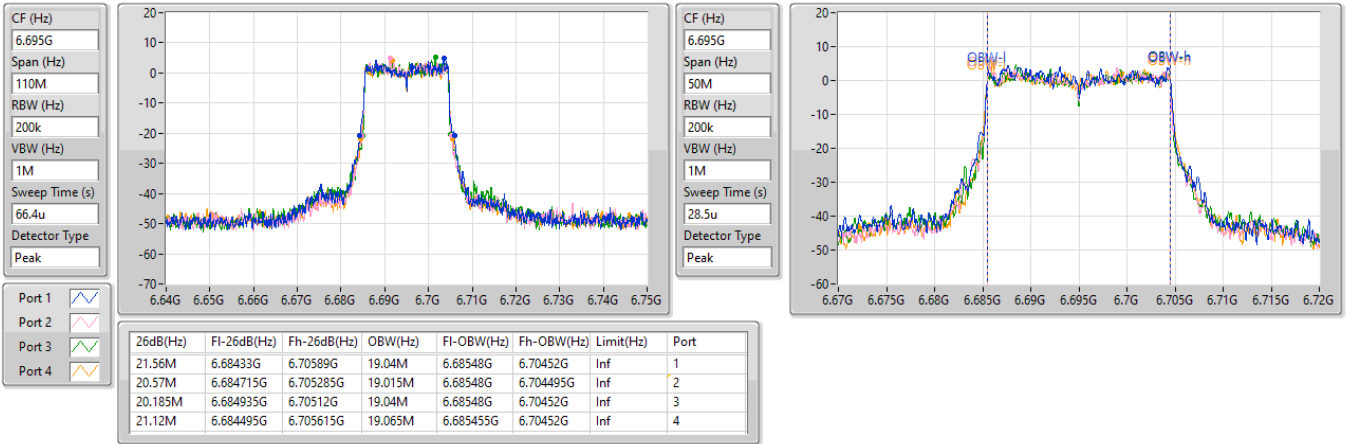 CF (Hz)
6.695G
Span (Hz)
110M
RBW (Hz)
200k
VBW (Hz)
1M
Sweep Time (s)
66.4u
Detector Type
Peak
20
10
0
-10
-20
-30
-40
-50
-60
-70
6.64G 6.65G 6.66G 6.67G 6.68G 6.69G 6.7G 6.71G 6.72G 6.73G 6.74G 6.75G
CF (Hz)
6.695G
Span (Hz)
50M
RBW (Hz)
200k
VBW (Hz)
1M
Sweep Time (s)
28.5u
Detector Type
Peak
20
10
0
-10
-20
-30
-40
-50
-60
OBW-l OBW-h
6.67G 6.675G 6.68G 6.685G 6.69G 6.695G 6.7G 6.705G 6.71G 6.715G 6.72G
Port 1
Port 2
Port 3
Port 4
26dB(Hz) Fl-26dB(Hz) Fh-26dB(Hz) OBW(Hz) Fl-OBW(Hz) Fh-OBW(Hz) Limit(Hz) Port
21.56M 6.68433G 6.70589G 19.04M 6.68548G 6.70452G Inf 1
20.57M 6.684715G 6.705285G 19.015M 6.68548G 6.704495G Inf 2
20.185M 6.684935G 6.70512G 19.04M 6.68548G 6.70452G Inf 3
21.12M 6.684495G 6.705615G 19.065M 6.685455G 6.70452G Inf 4